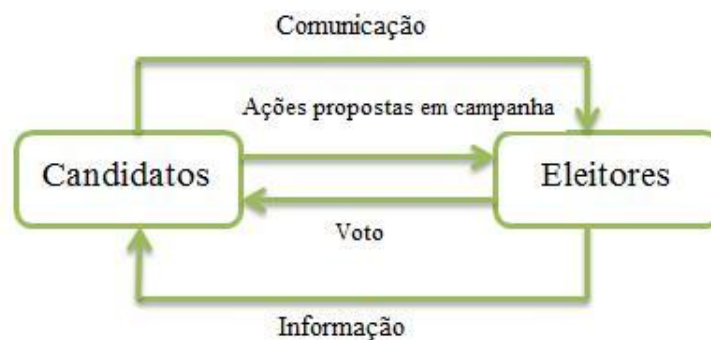 Comunicação
Ações propostas em campanha
Candidatos
Eleitores
Voto
Informação